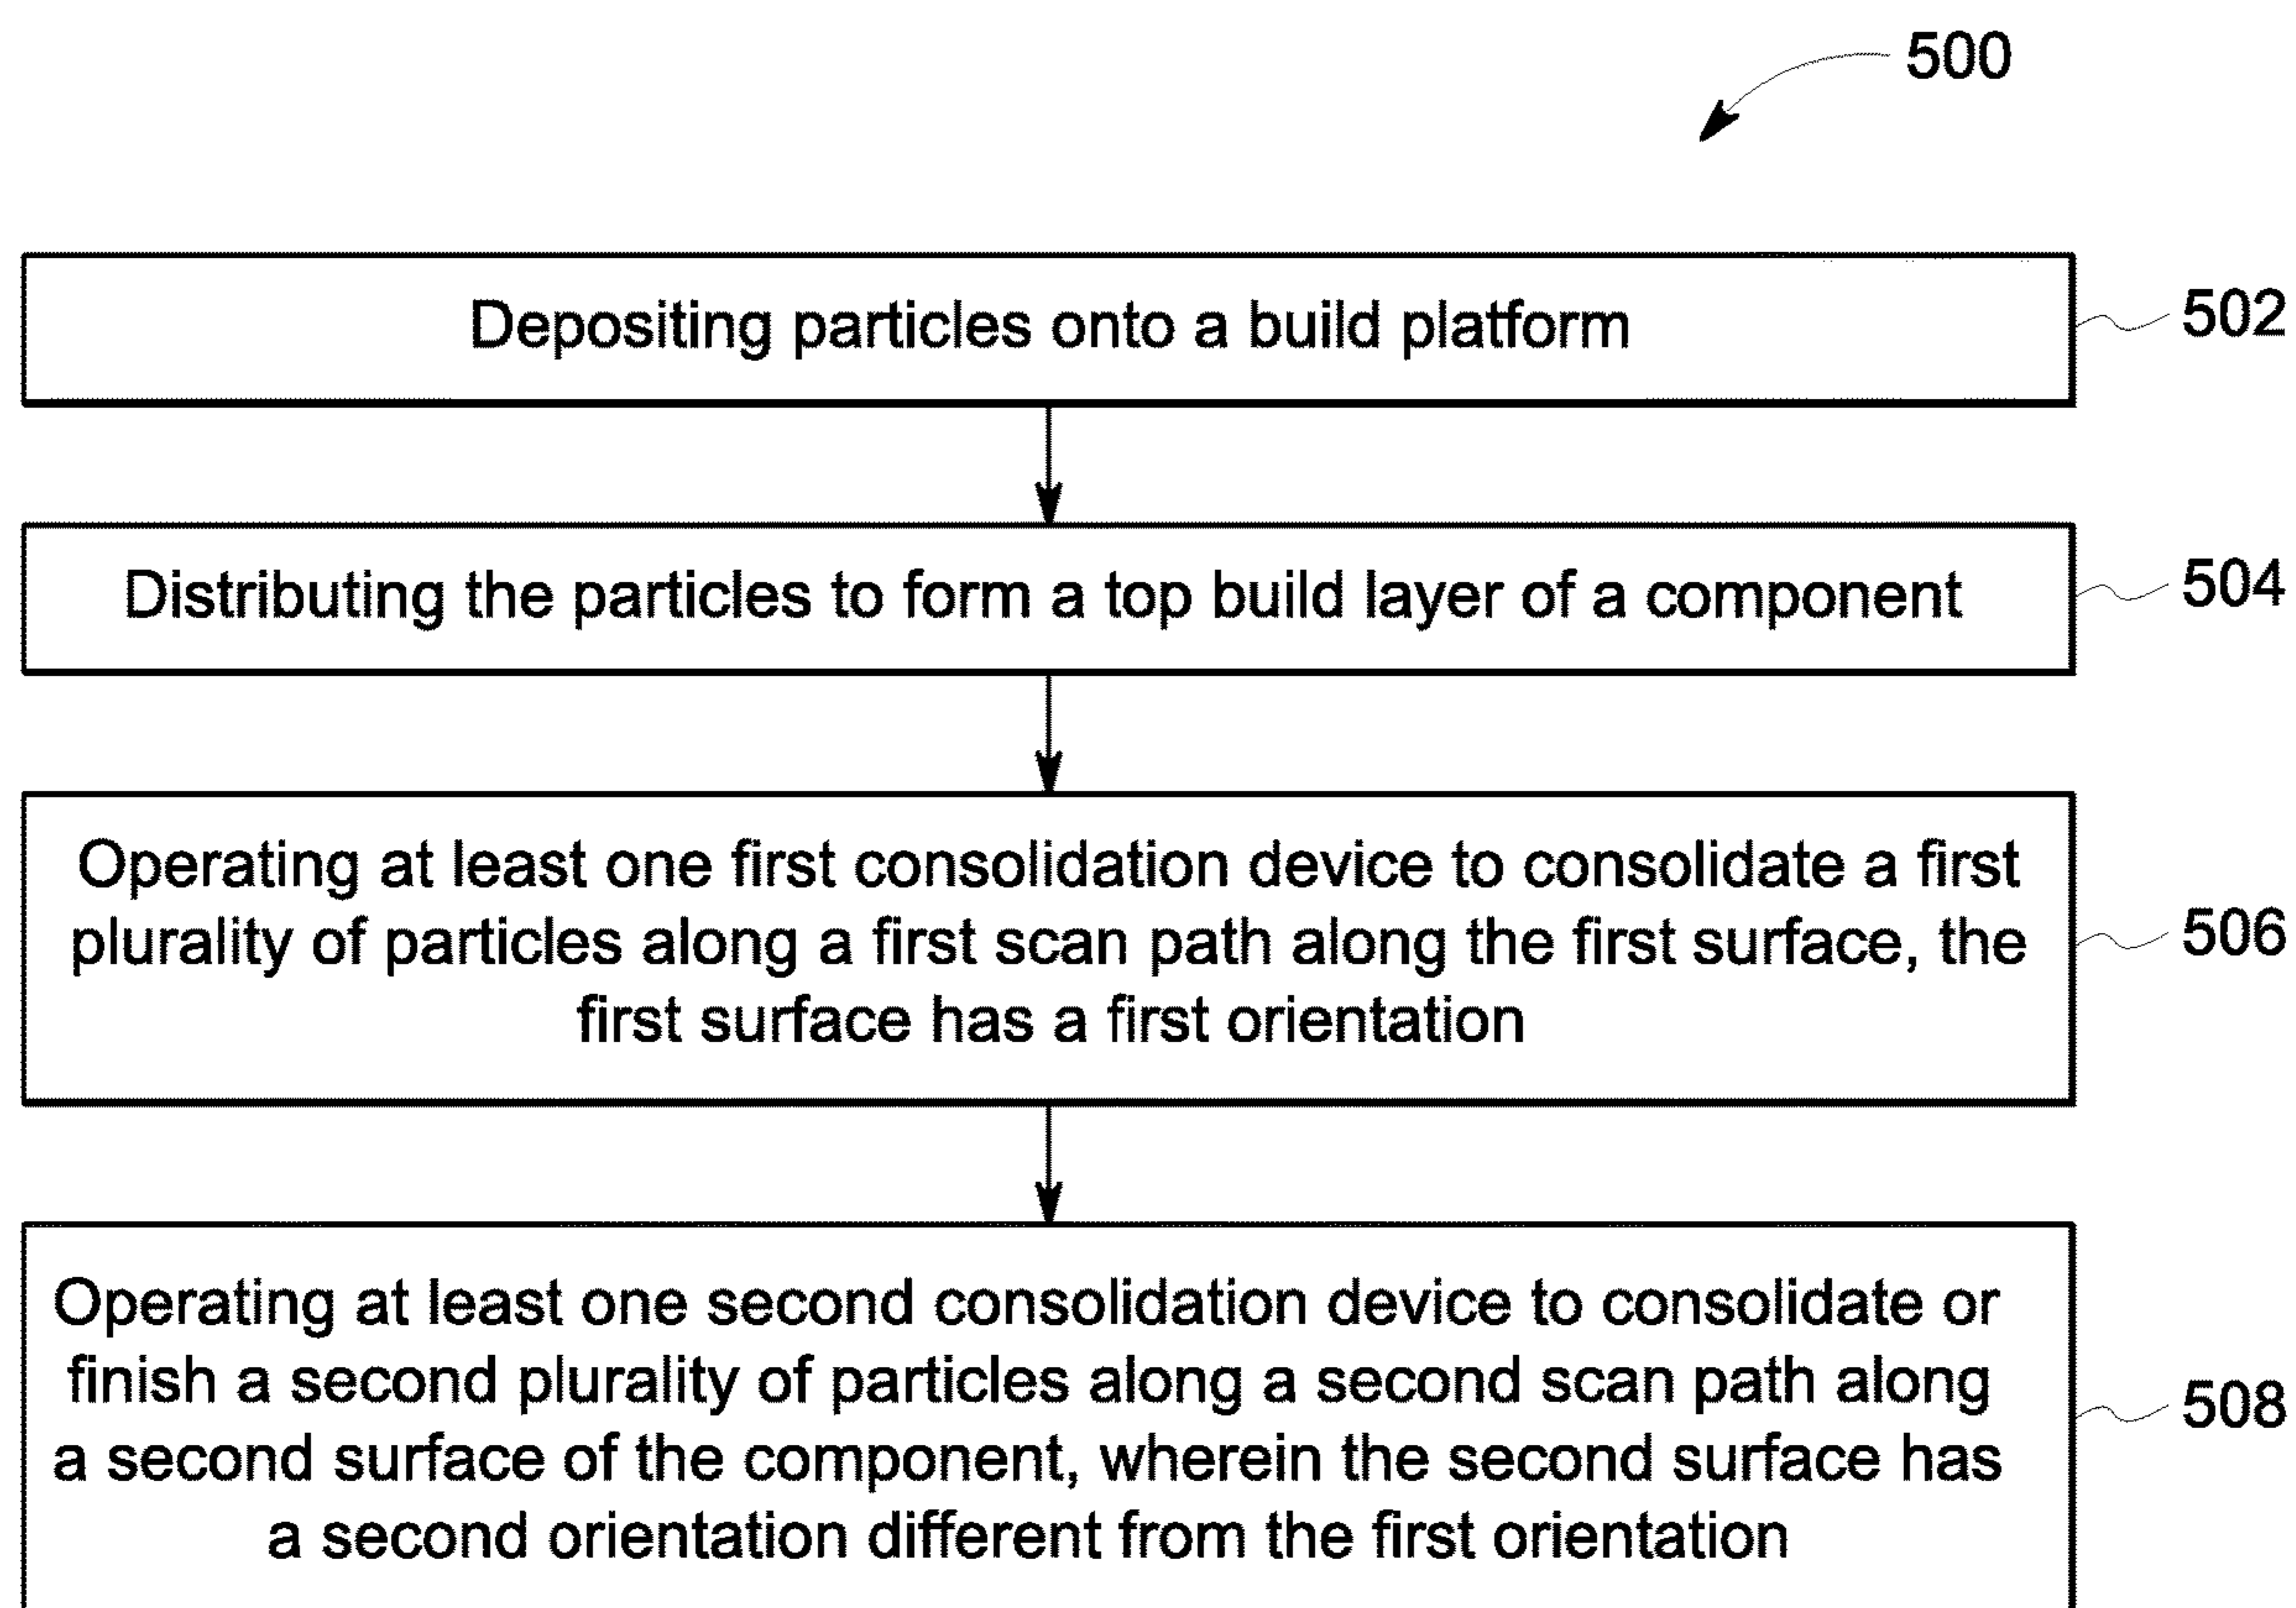 500
Depositing particles onto a build platform
502
Distributing the particles to form a top build layer of a component
504
Operating at least one first consolidation device to consolidate a first
plurality of particles along a first scan path along the first surface, the
first surface has a first orientation
506
Operating at least one second consolidation device to consolidate or
finish a second plurality of particles along a second scan path along
a second surface of the component, wherein the second surface has
a second orientation different from the first orientation
508